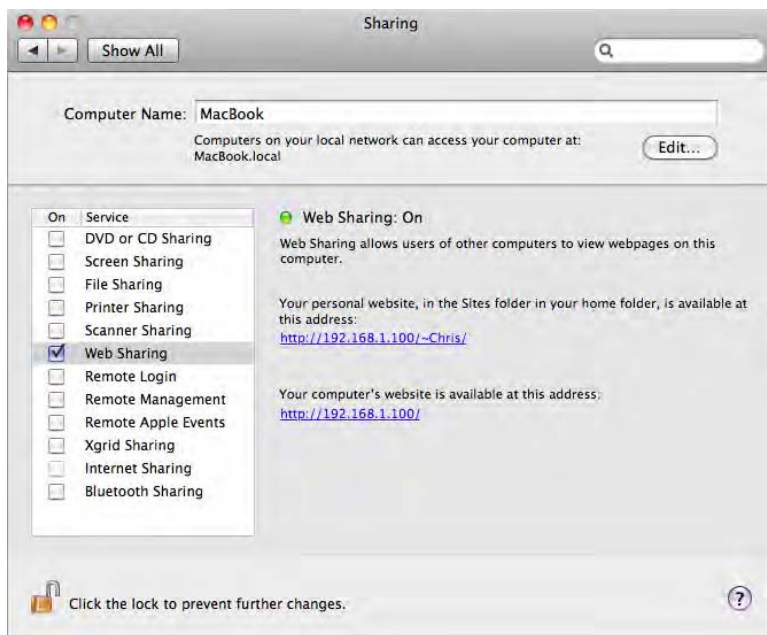 Sharing
Show All
Computer Name: MacBook
Computers on your local network can access your computer at:
MacBook.local
Edit...
On Service
DVD or CD Sharing
Screen Sharing
File Sharing
Printer Sharing
Scanner Sharing
Web Sharing
Remote Login
Remote Management
Remote Apple Events
Xgrid Sharing
Internet Sharing
Bluetooth Sharing
Web Sharing: On
Web Sharing allows users of other computers to view webpages on this
computer.
Your personal website, in the Sites folder in your home folder, is available at
this address:
http://192.168.1.100/~Chris/
Your computer's website is available at this address:
http://192.168.1.100/
Click the lock to prevent further changes.
?